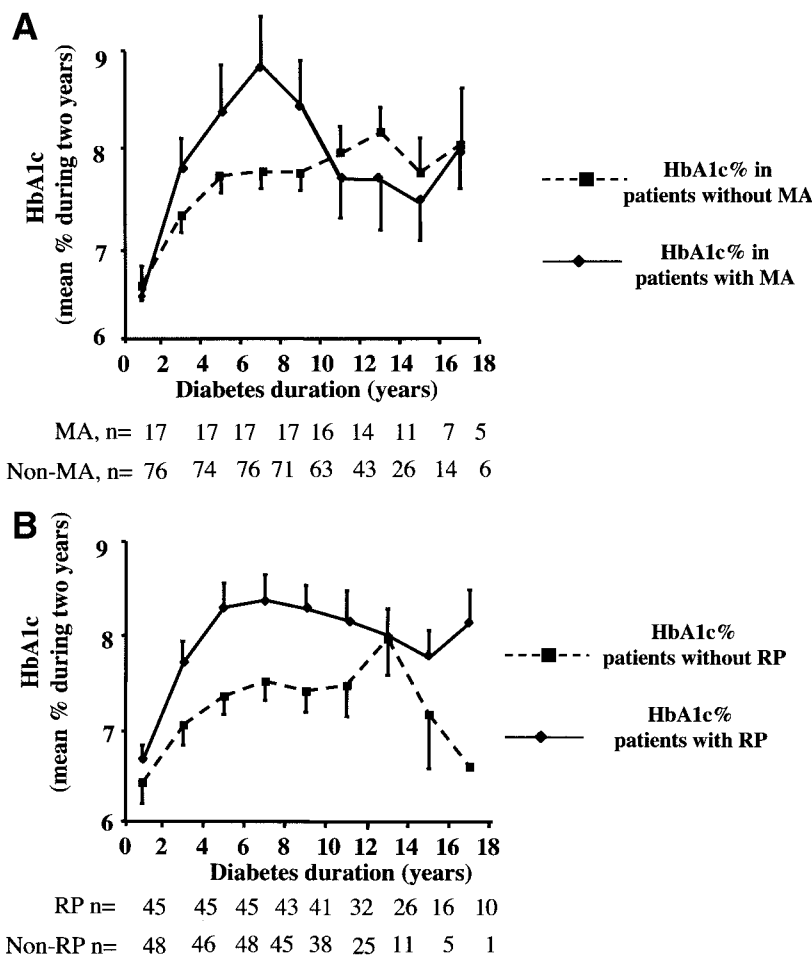 A
HbA1c
(mean % during two years)
9
8
7
6
0 2 4 6 8 10 12 14 16 18
Diabetes duration (years)
HbA1c% in
patients without MA
HbA1c% in
patients with MA
MA, n= 17 17 17 17 16 14 11 7 5
Non-MA, n= 76 74 76 71 63 43 26 14 6
B
HbA1c
(mean % during two years)
9
8
7
6
0 2 4 6 8 10 12 14 16 18
Diabetes duration (years)
HbA1c%
patients without RP
HbA1c%
patients with RP
RP n= 45 45 45 43 41 32 26 16 10
Non-RP n= 48 46 48 45 38 25 11 5 1